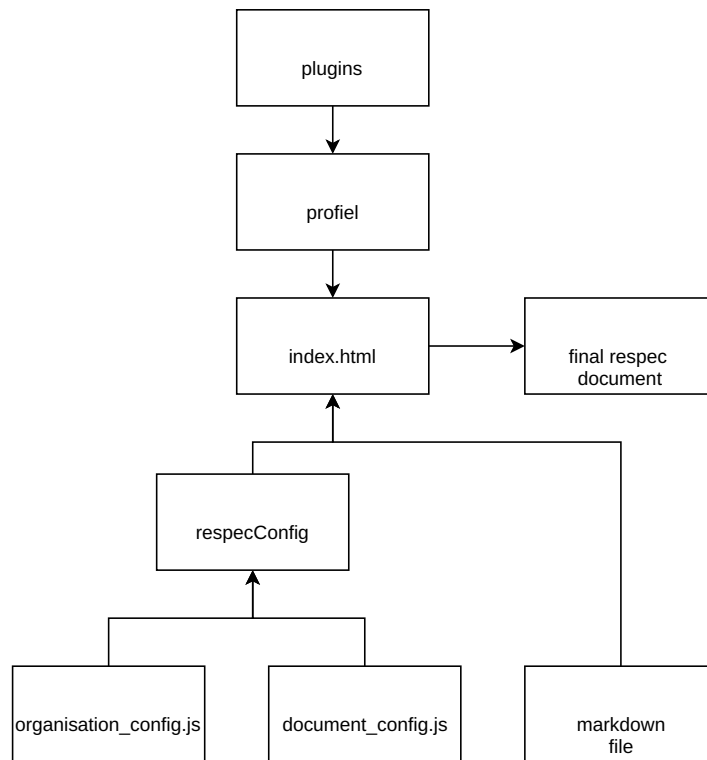 plugins
profiel
index.html
final respec
document
respecConfig
organisation_config.js
document_config.js
markdown
file